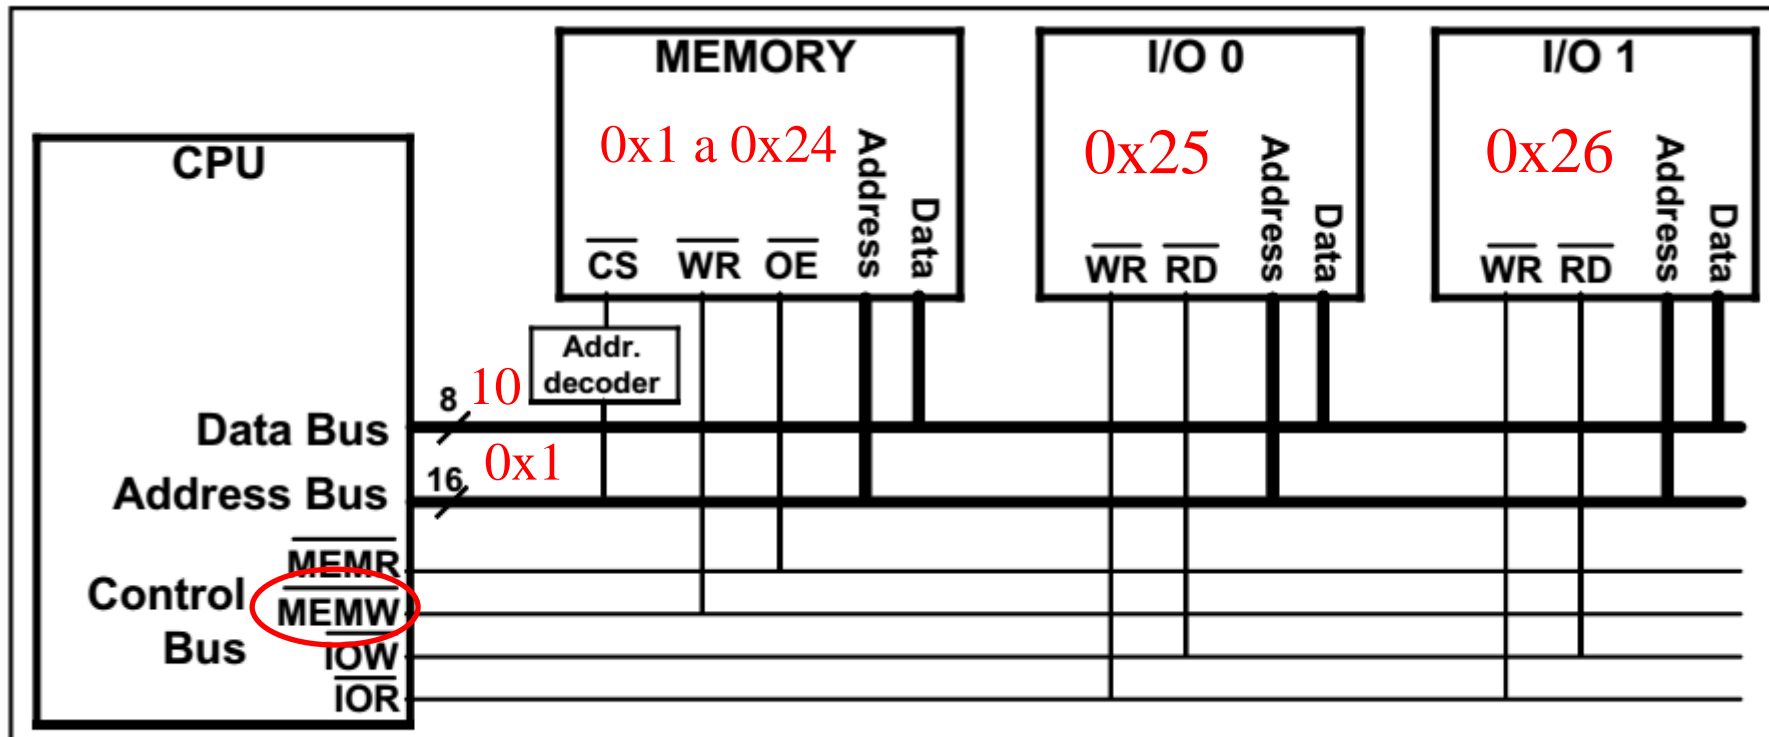 MEMORY
0x1 a 0x24
Address
Data
CS
WR
OE
I/O 0
0x25
Address
Data
WR
RD
I/O 1
0x26
Address
Data
WR
RD
CPU
Addr.
decoder
8
10
Data Bus
16
0x1
Address Bus
Control
Bus
MEMR
MEMW
IOW
IOR